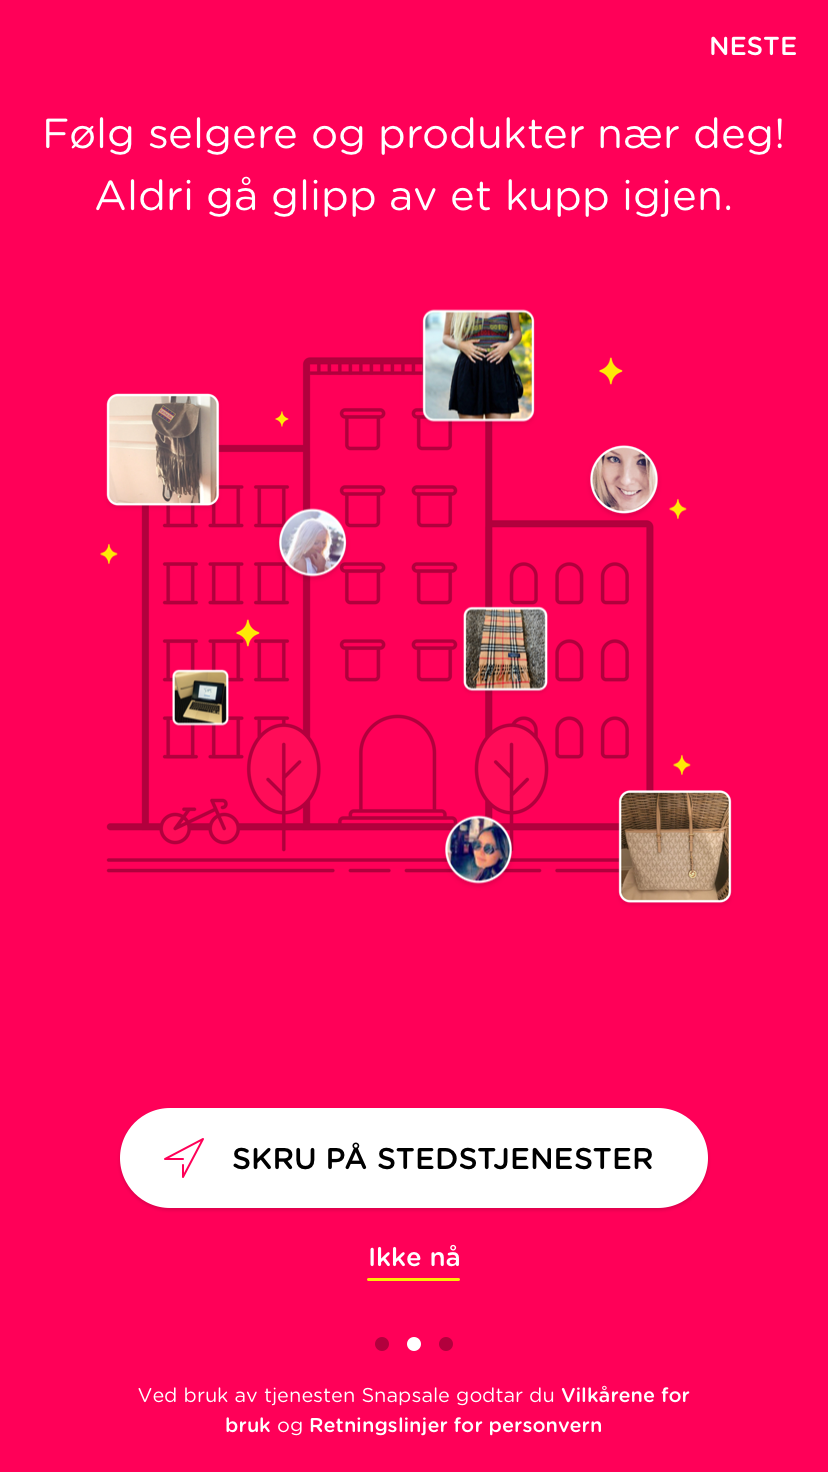 NESTE
Følg selgere og produkter nær deg!
Aldri gå glipp av et kupp igjen.
SKRU PÅ STEDSTJENESTER
Ikke nå
Ved bruk av tjenesten Snapsale godtar du Vilkårene for
bruk og Retningslinjer for personvern